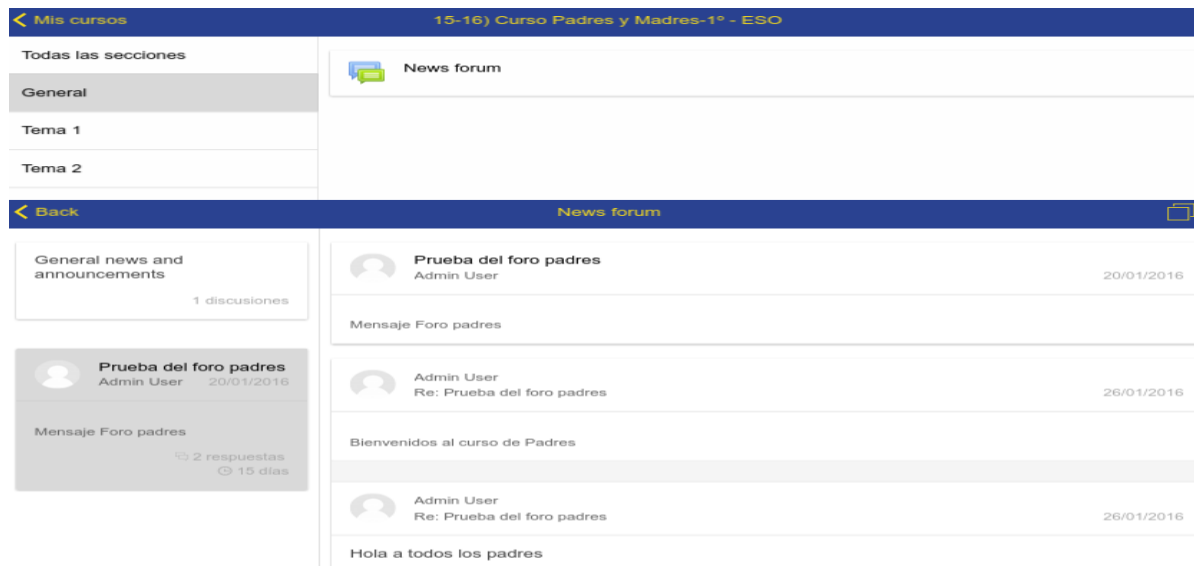 Mis cursos
15-16) Curso Padres y Madres-1º - ESO
Todas las secciones
General
Tema 1
Tema 2
News forum
Back
News forum
General news and
announcements
1 discusiones
Prueba del foro padres
Admin User 20/01/2016
Mensaje Foro padres
2 respuestas
15 días
Prueba del foro padres
Admin User
20/01/2016
Mensaje Foro padres
Admin User
Re: Prueba del foro padres
26/01/2016
Bienvenidos al curso de Padres
Admin User
Re: Prueba del foro padres
26/01/2016
Hola a todos los padres